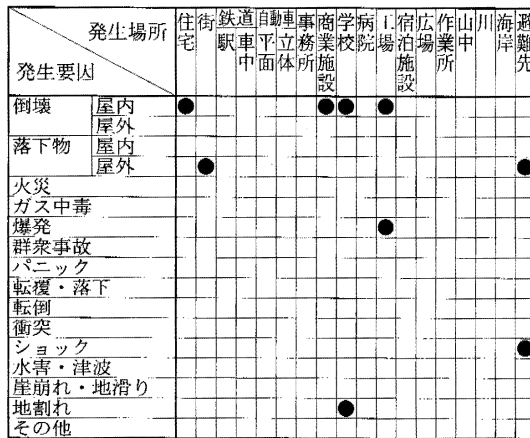 発生場所
発生要因
住宅
街
鉄道
駅
車中
自動車
平面
立体
事務所
商業施設
学校
病院
工場
宿泊施設
広場
作業所
山中
川
海岸
避難先
倒壊 屋内
屋外
落下物 屋内
屋外
火災
ガス中毒
爆発
群衆事故
パニック
転覆・落下
転倒
衝突
ショック
水害・津波
崖崩れ・地滑り
地割れ
その他